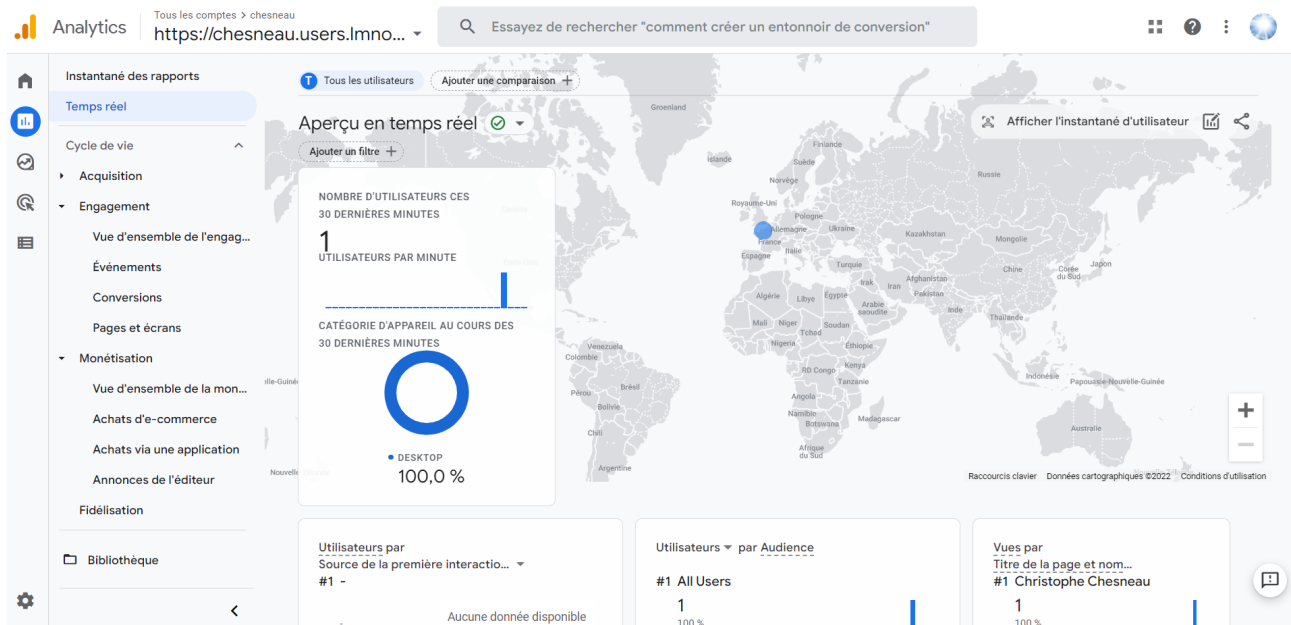 Analytics
Tous les comptes > chesneau
https://chesneau.users.lmno...
Essayez de rechercher "comment créer un entonnoir de conversion"
Instantané des rapports
Temps réel
Cycle de vie
Acquisition
Engagement
Vue d'ensemble de l'engag...
Événements
Conversions
Pages et écrans
Monétisation
Vue d'ensemble de la mon...
Achats d'e-commerce
Achats via une application
Annonces de l'éditeur
Fidélisation
Bibliothèque
T Tous les utilisateurs
Ajouter une comparaison +
Aperçu en temps réel
Ajouter un filtre +
Afficher l'instantané d'utilisateur
NOMBRE D'UTILISATEURS CES
30 DERNIÈRES MINUTES
1
UTILISATEURS PAR MINUTE
CATÉGORIE D'APPAREIL AU COURS DES
30 DERNIÈRES MINUTES
DESKTOP
100,0 %
Groenland
Islande
Finlande
Suède
Norvège
Russie
Royaume-Uni
Pologne
Allemagne
Ukraine
France
Kazakhstan
Mongolie
Italie
Espagne
Turquie
Chine
Corée
du Sud
Japon
Irak
Iran
Afghanistan
Pakistan
Algérie
Libye
Égypte
Arabie
saoudite
Inde
Mali
Niger
Tchad
Soudan
Thaïlande
Nigeria
Éthiopie
Venezuela
Colombie
RD Congo
Kenya
Tanzanie
Indonésie
Papouasie-Nouvelle-Guinée
lle-Guiné
Brésil
Pérou
Bolivie
Angola
Namibie
Botswana
Madagascar
Chili
Afrique
du Sud
Australie
Argentine
Nouvelle
Raccourcis clavier
Données cartographiques ©2022
Conditions d'utilisation
Utilisateurs par
Source de la première interactio...
#1 -
Aucune donnée disponible
Utilisateurs par Audience
#1 All Users
1
100 %
Vues par
Titre de la page et nom...
#1 Christophe Chesneau
1
100 %